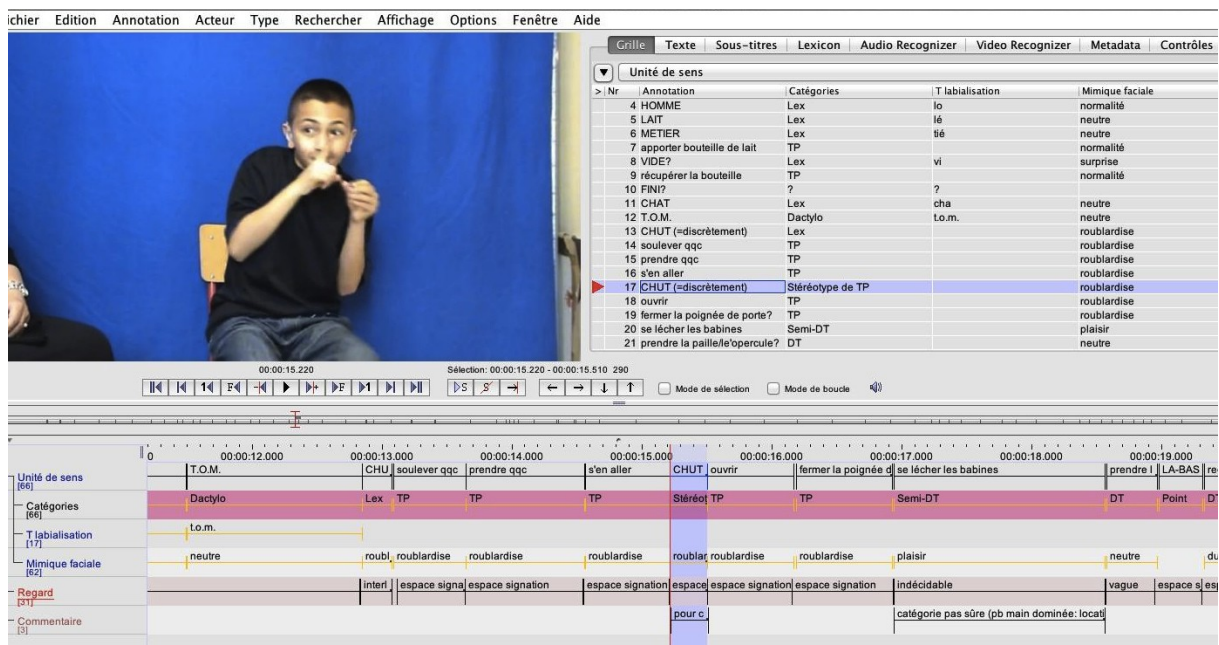 ichier Edition Annotation Acteur Type Rechercher Affichage Options Fenêtre Aide
Grille Texte Sous-titres Lexicon Audio Recognizer Video Recognizer Metadata Contrôles
Unité de sens
> Nr Annotation Catégories T labialisation Mimique faciale
4 HOMME Lex lo normalité
5 LAIT Lex lé neutre
6 METIER Lex tié neutre
7 apporter bouteille de lait TP normalité
8 VIDE? Lex vi surprise
9 récupérer la bouteille TP normalité
10 FINI? ? ?
11 CHAT Lex cha neutre
12 T.O.M. Dactylo t.o.m. neutre
13 CHUT (=discrètement) Lex roublardise
14 soulever qqc TP roublardise
15 prendre qqc TP roublardise
16 s'en aller TP roublardise
17 CHUT (=discrètement) Stéréotype de TP roublardise
18 ouvrir TP roublardise
19 fermer la poignée de porte? TP roublardise
20 se lécher les babines Semi-DT plaisir
21 prendre la paille/le'opercule? DT neutre
00:00:15.220 Sélection: 00:00:15.220 - 00:00:15.510 290
1 F F 1 S S Mode de sélection Mode de boucle
0 00:00:12.000 00:00:13.000 00:00:14.000 00:00:15.000 00:00:16.000 00:00:17.000 00:00:18.000 00:00:19.000
Unité de sens T.O.M. CHU soulever qqc prendre qqc s'en aller CHUT ouvrir fermer la poignée d se lécher les babines prendre l LA-BAS re
[66]
Catégories Dactylo Lex TP TP TP Stéréot TP TP Semi-DT DT Point D
[66]
T labialisation t.o.m.
[17]
Mimique faciale neutre roubl roublardise roublardise roublardise roublar roublardise roublardise plaisir neutre du
[62]
Regard interl espace signa espace signation espace signation espace espace signation espace signation indécidable vague espace s esp
[31]
Commentaire pour c catégorie pas sûre (pb main dominée: locati
[3]